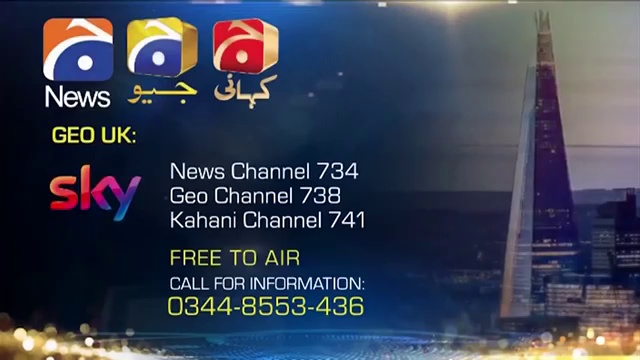 News
جیو
کہانی
GEO UK:
sky
News Channel 734
Geo Channel 738
Kahani Channel 741
FREE TO AIR
CALL FOR INFORMATION:
0344-8553-436